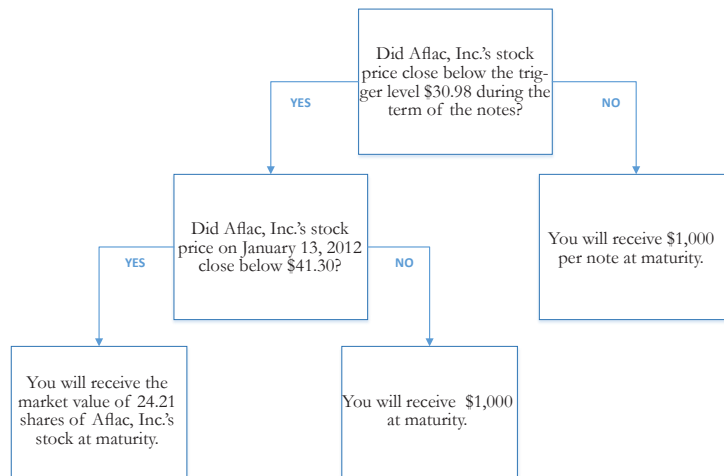 Did Aflac, Inc.'s stock
price close below the trig-
ger level $30.98 during the
term of the notes?
YES
NO
Did Aflac, Inc.'s stock
price on January 13, 2012
close below $41.30?
You will receive $1,000
per note at maturity.
YES
NO
You will receive the
market value of 24.21
shares of Aflac, Inc.'s
stock at maturity.
You will receive $1,000
at maturity.